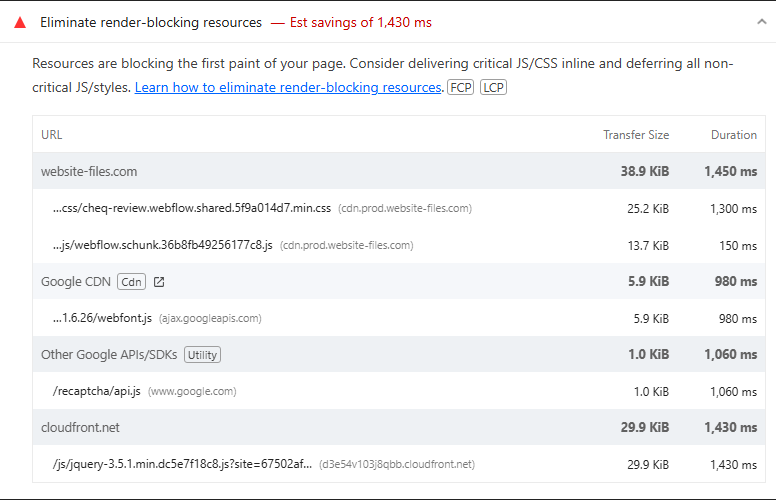 Eliminate render-blocking resources — Est savings of 1,430 ms
Resources are blocking the first paint of your page. Consider delivering critical JS/CSS inline and deferring all non-
critical JS/styles. Learn how to eliminate render-blocking resources. FCP LCP
URL Transfer Size Duration
website-files.com 38.9 KiB 1,450 ms
...css/cheq-review.webflow.shared.5f9a014d7.min.css (cdn.prod.website-files.com) 25.2 KiB 1,300 ms
...js/webflow.schunk.36b8fb49256177c8.js (cdn.prod.website-files.com) 13.7 KiB 150 ms
Google CDN Cdn 5.9 KiB 980 ms
...1.6.26/webfont.js (ajax.googleapis.com) 5.9 KiB 980 ms
Other Google APIs/SDKs Utility 1.0 KiB 1,060 ms
/recaptcha/api.js (www.google.com) 1.0 KiB 1,060 ms
cloudfront.net 29.9 KiB 1,430 ms
/js/jquery-3.5.1.min.dc5e7f18c8.js?site=67502af... (d3e54v103j8qbb.cloudfront.net) 29.9 KiB 1,430 ms